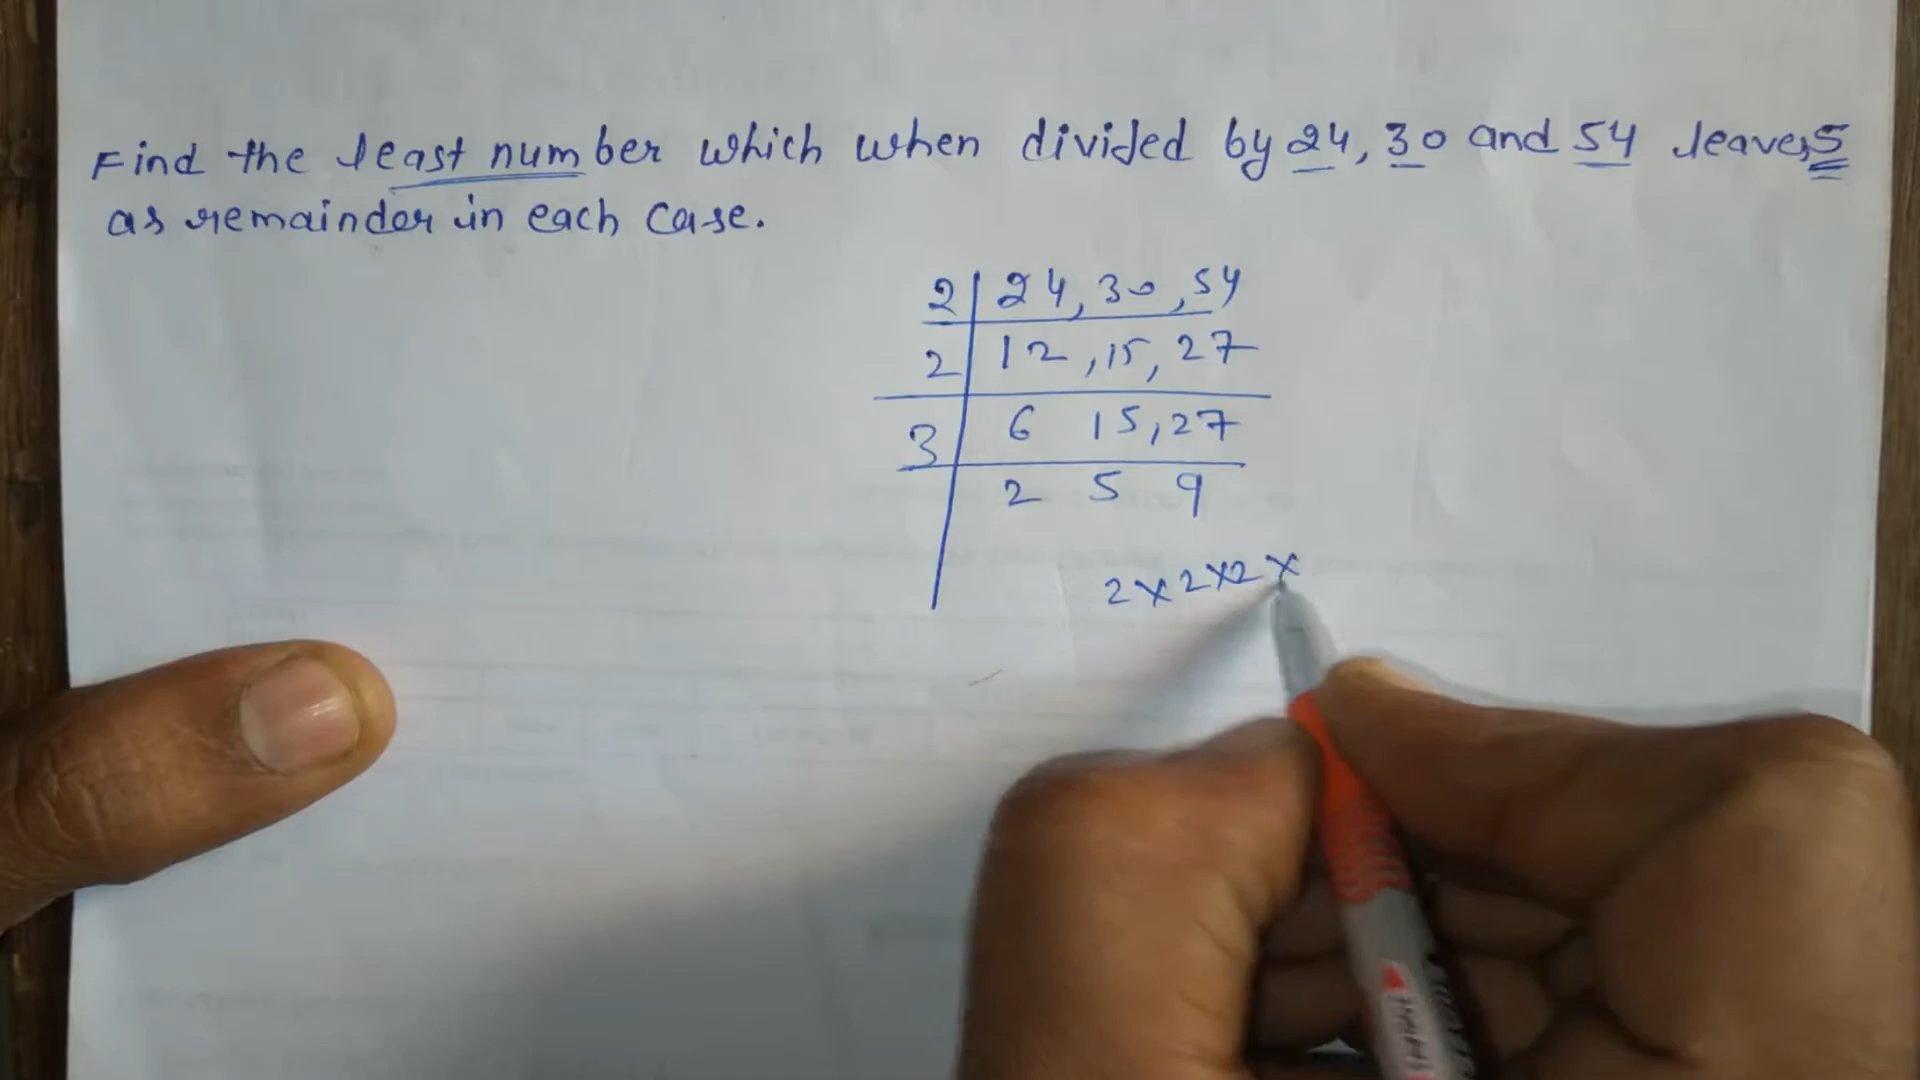 Find the least number which when divided by 24, 30 and 54 leaves 5
as remainder in each case.
2 | 24, 30, 54
2 | 12, 15, 27
3 | 6 15, 27
2 5 9
2×2×2×